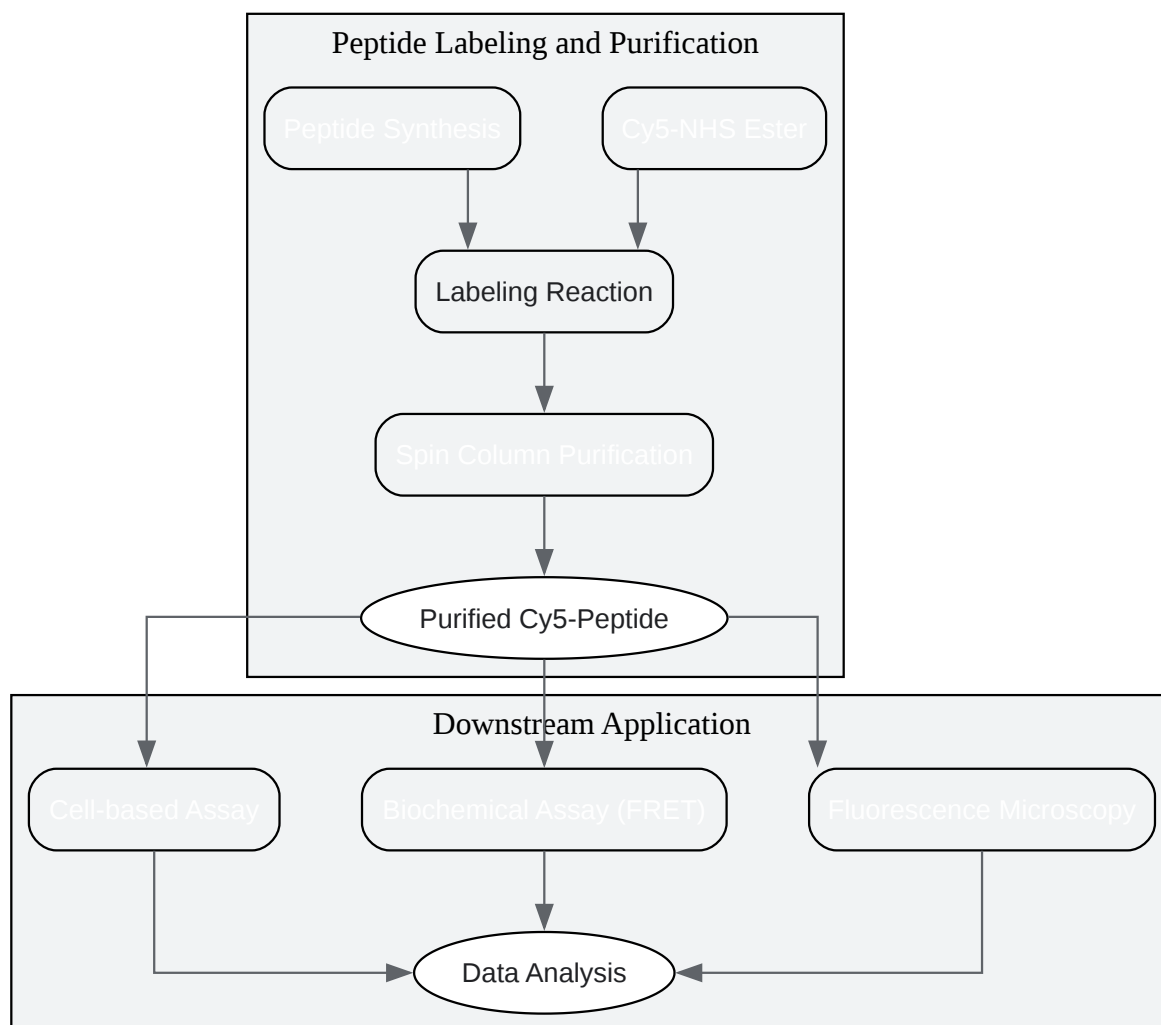 Peptide Labeling and Purification
Peptide Synthesis
Cy5-NHS Ester
Labeling Reaction
Spin Column Purification
Purified Cy5-Peptide
Downstream Application
Cell-based Assay
Biochemical Assay (FRET)
Fluorescence Microscopy
Data Analysis